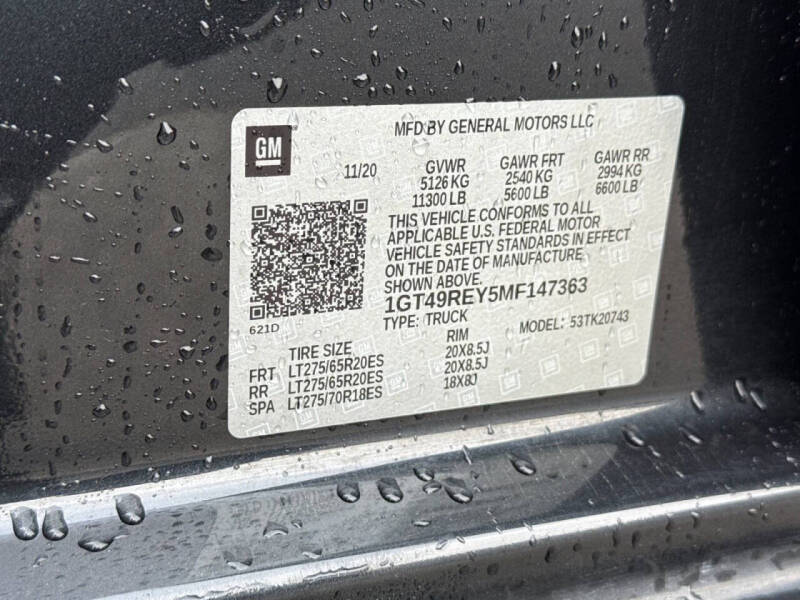 MFD BY GENERAL MOTORS LLC
GM
11/20
GVWR GAWR FRT GAWR RR
5126 KG 2540 KG 2994 KG
11300 LB 5600 LB 6600 LB
THIS VEHICLE CONFORMS TO ALL
APPLICABLE U.S. FEDERAL MOTOR
VEHICLE SAFETY STANDARDS IN EFFECT
ON THE DATE OF MANUFACTURE
SHOWN ABOVE.
1GT49REY5MF147363
621D
TYPE: TRUCK MODEL: 53TK20743
TIRE SIZE RIM
FRT LT275/65R20ES 20X8.5J
RR LT275/65R20ES 20X8.5J
SPA LT275/70R18ES 18X8J